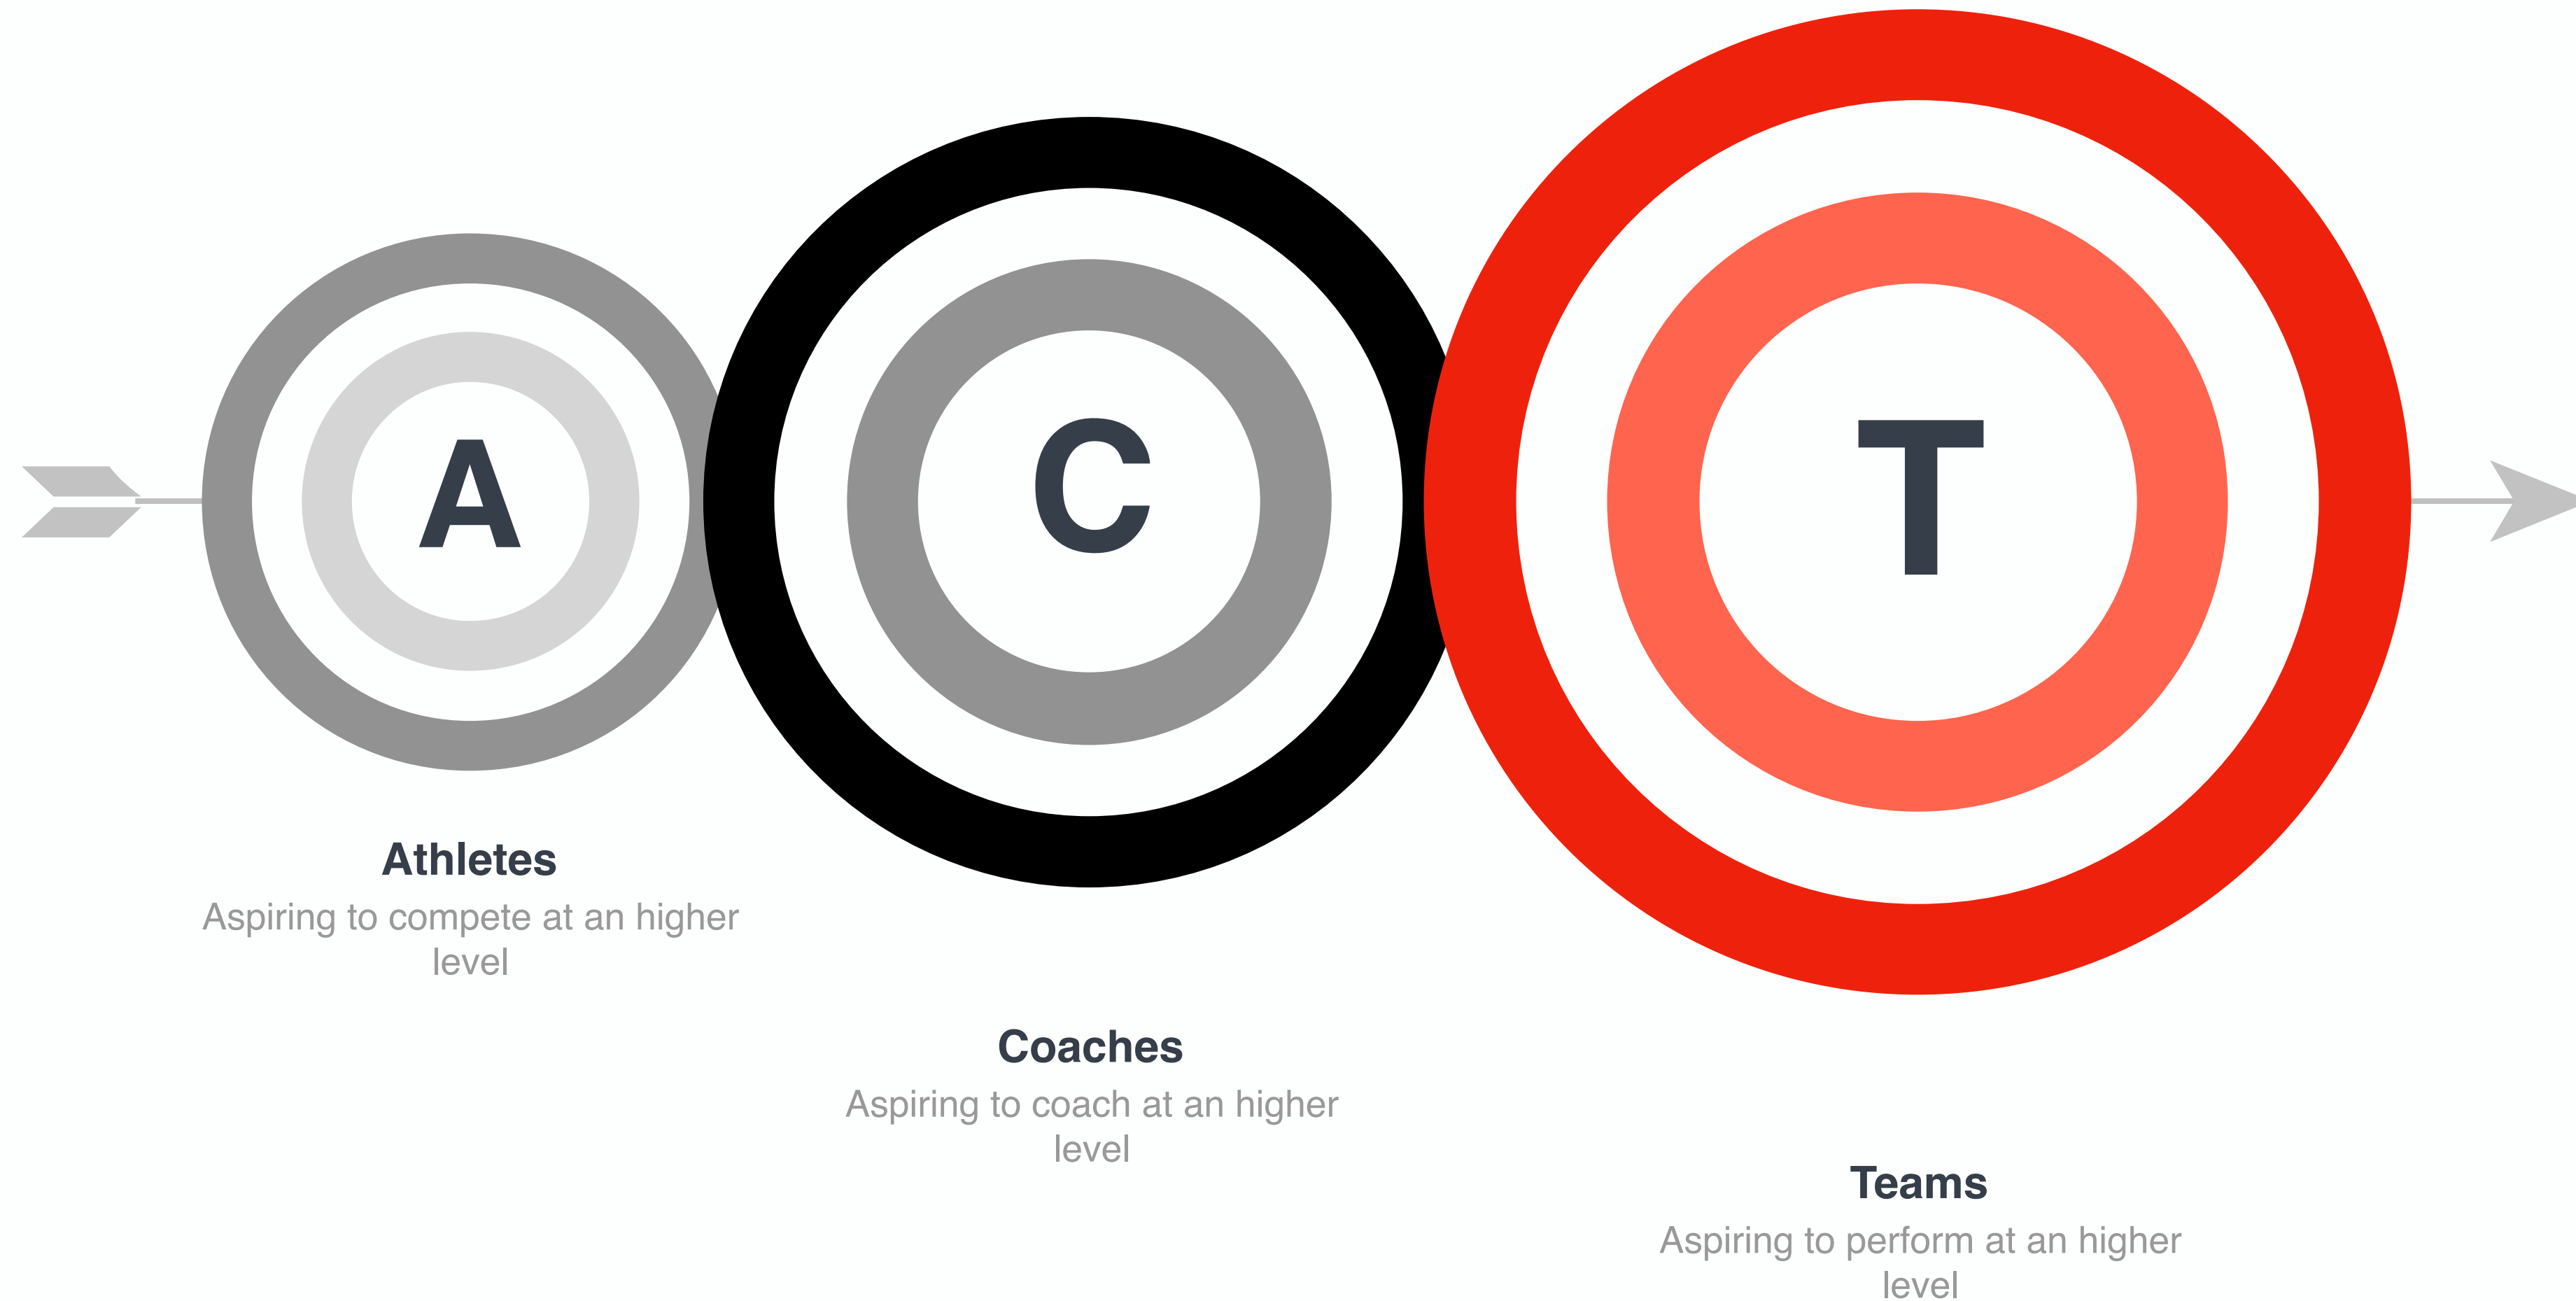 A
C
T
Athletes
Aspiring to compete at an higher
level
Coaches
Aspiring to coach at an higher
level
Teams
Aspiring to perform at an higher
level